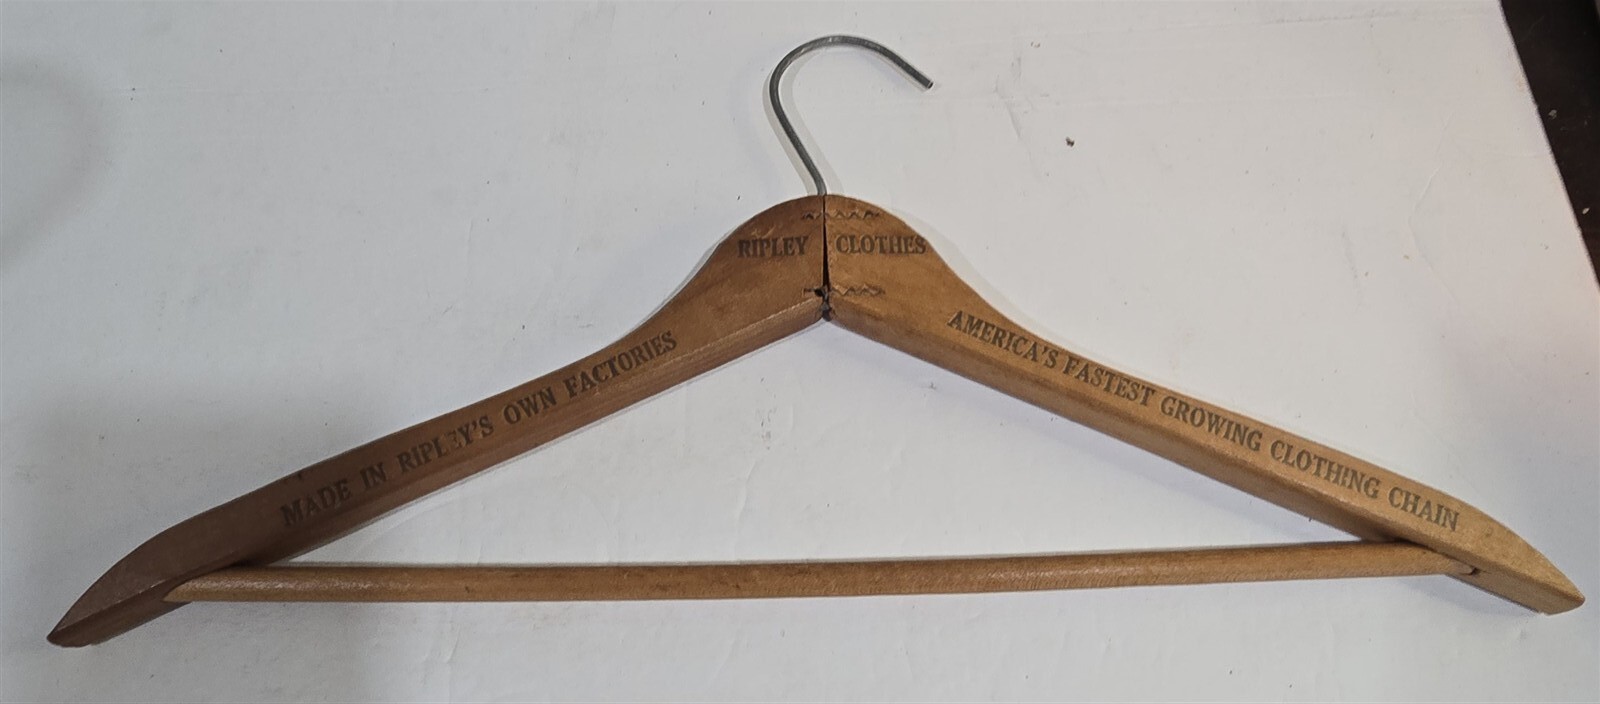 RIPLEY CLOTHES
MADE IN RIPLEY'S OWN FACTORIES
AMERICA'S FASTEST GROWING CLOTHING CHAIN